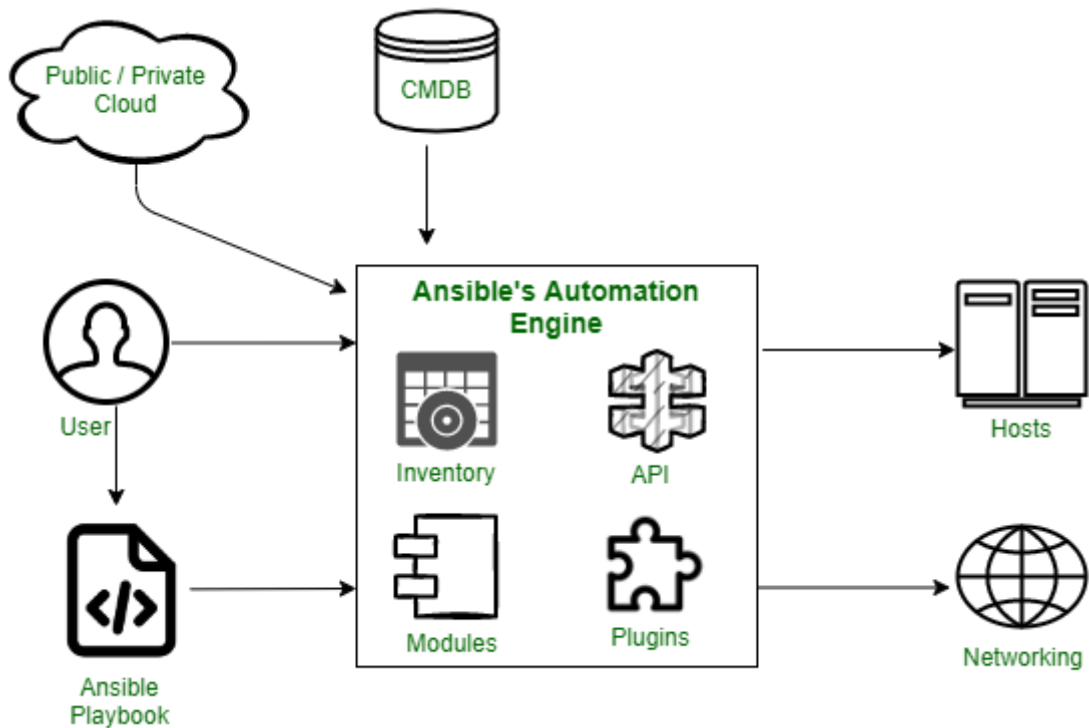 Public / Private
Cloud
CMDB
Ansible's Automation
Engine
User
Inventory
API
Hosts
Modules
Plugins
Networking
Ansible
Playbook